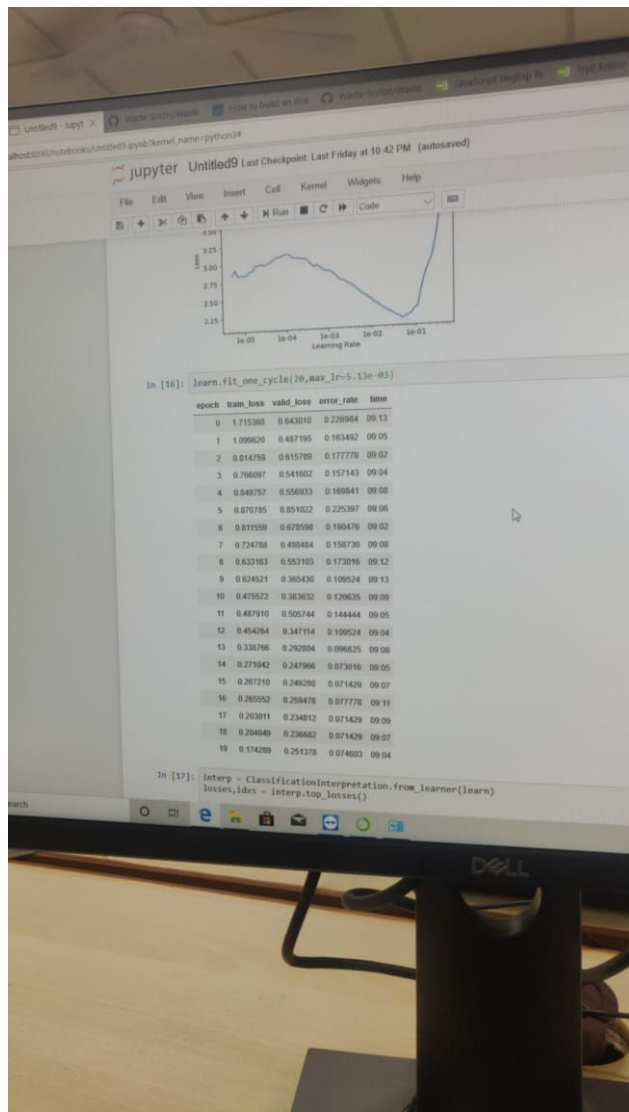 Untitled9 - Jupyt
Waste-Sorter/Waste
How to build an ima
Waste-Sorter/Waste
JavaScript RegExp
Tryit Editor
alhost:8890/notebooks/Untitled9.ipynb?kernel_name=python3#
jupyter Untitled9 Last Checkpoint: Last Friday at 10:42 PM (autosaved)
File Edit View Insert Cell Kernel Widgets Help
Run Code
3.50
3.25
3.00
2.75
2.50
2.25
Loss
1e-05 1e-04 1e-03 1e-02 1e-01
Learning Rate
In [16]: learn.fit_one_cycle(20,max_lr=5.13e-03)
epoch train_loss valid_loss error_rate time
0 1.715368 0.643010 0.226984 09:13
1 1.099620 0.487195 0.163492 09:05
2 0.814759 0.615789 0.177778 09:02
3 0.766097 0.541602 0.157143 09:04
4 0.848757 0.556933 0.169841 09:08
5 0.870785 0.851022 0.225397 09:06
6 0.811559 0.678598 0.190476 09:02
7 0.724788 0.498484 0.158730 09:08
8 0.633163 0.553103 0.173016 09:12
9 0.624521 0.365430 0.109524 09:13
10 0.475572 0.383632 0.120635 09:09
11 0.487910 0.505744 0.144444 09:05
12 0.454264 0.347114 0.109524 09:04
13 0.338766 0.292804 0.096825 09:08
14 0.271042 0.247966 0.073016 09:05
15 0.267210 0.249280 0.071429 09:07
16 0.265552 0.259476 0.077778 09:11
17 0.203011 0.234812 0.071429 09:09
18 0.204049 0.236682 0.071429 09:07
19 0.174289 0.251378 0.074603 09:04
In [17]: interp = ClassificationInterpretation.from_learner(learn)
losses,idxs = interp.top_losses()
earch
DELL